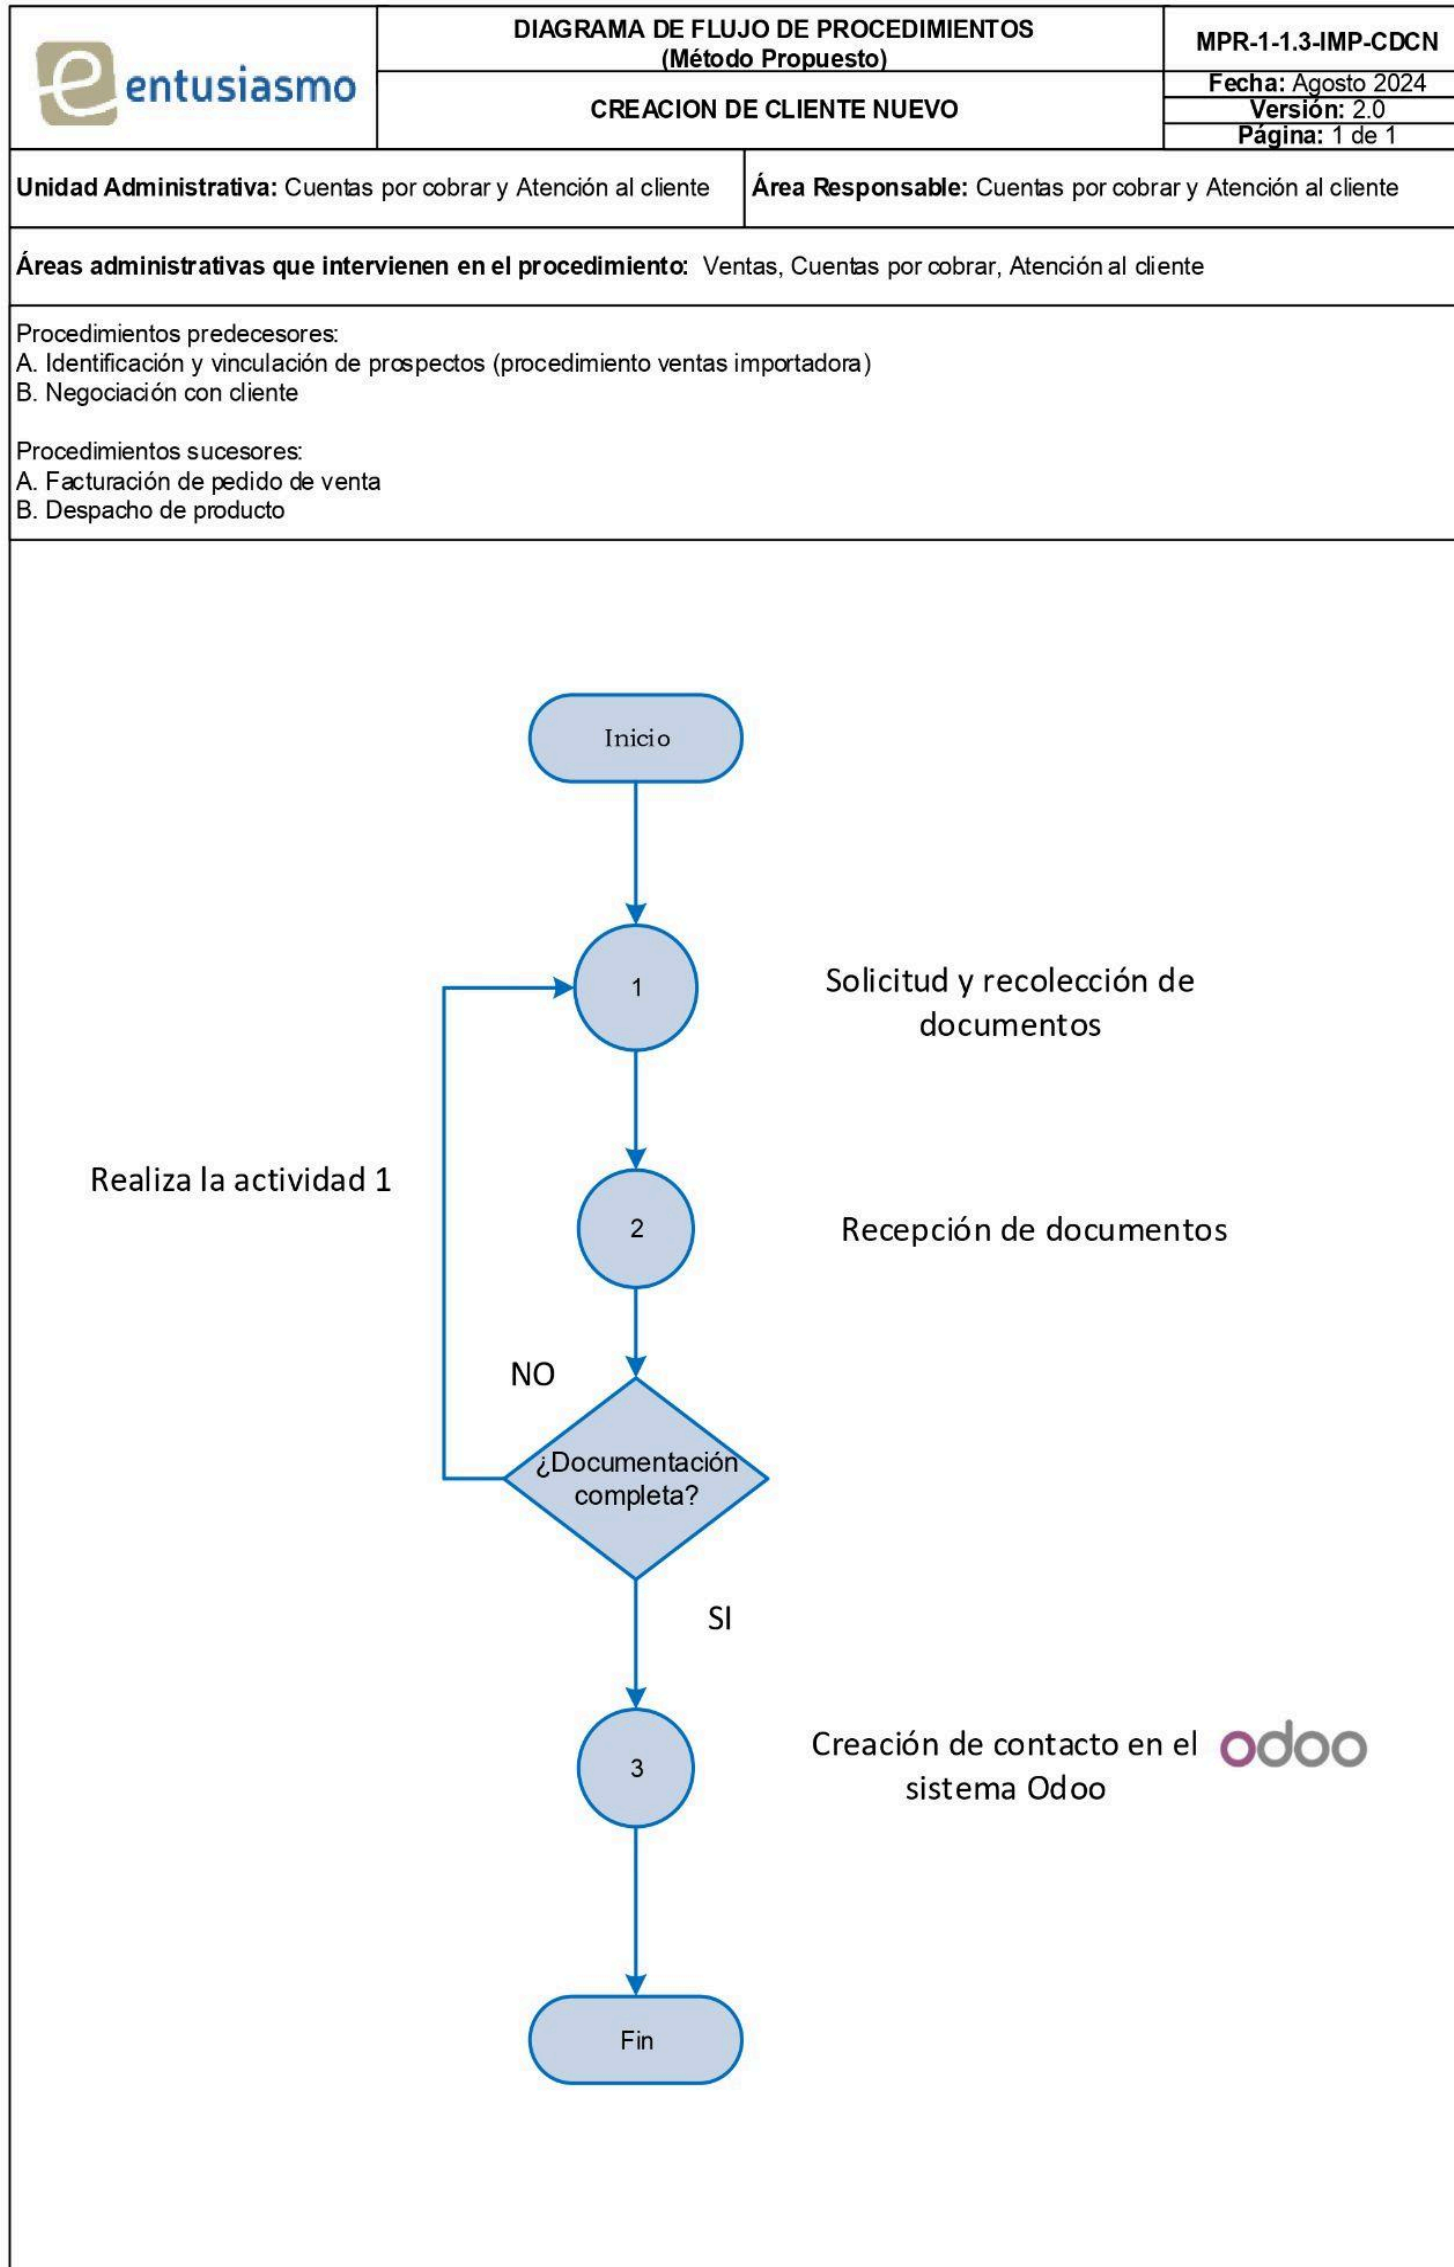 entusiasmo
DIAGRAMA DE FLUJO DE PROCEDIMIENTOS
(Método Propuesto)
CREACION DE CLIENTE NUEVO
MPR-1-1.3-IMP-CDCN
Fecha: Agosto 2024
Versión: 2.0
Página: 1 de 1
Unidad Administrativa: Cuentas por cobrar y Atención al cliente
Área Responsable: Cuentas por cobrar y Atención al cliente
Áreas administrativas que intervienen en el procedimiento: Ventas, Cuentas por cobrar, Atención al cliente
Procedimientos predecesores:
A. Identificación y vinculación de prospectos (procedimiento ventas importadora)
B. Negociación con cliente
Procedimientos sucesores:
A. Facturación de pedido de venta
B. Despacho de producto
Inicio
1
Solicitud y recolección de
documentos
Realiza la actividad 1
2
Recepción de documentos
NO
¿Documentación
completa?
SI
3
Creación de contacto en el
sistema Odoo
odoo
Fin